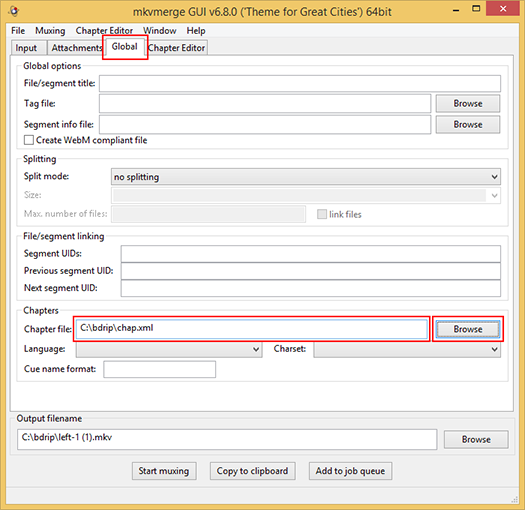 mkvmerge GUI v6.8.0 ('Theme for Great Cities') 64bit
File Muxing Chapter Editor Window Help
Input Attachments Global Chapter Editor
Global options
File/segment title:
Tag file: Browse
Segment info file: Browse
Create WebM compliant file
Splitting
Split mode: no splitting
Size:
Max. number of files: link files
File/segment linking
Segment UIDs:
Previous segment UID:
Next segment UID:
Chapters
Chapter file: C:\bdrip\chap.xml Browse
Language: Charset:
Cue name format:
Output filename
C:\bdrip\left-1 (1).mkv Browse
Start muxing Copy to clipboard Add to job queue